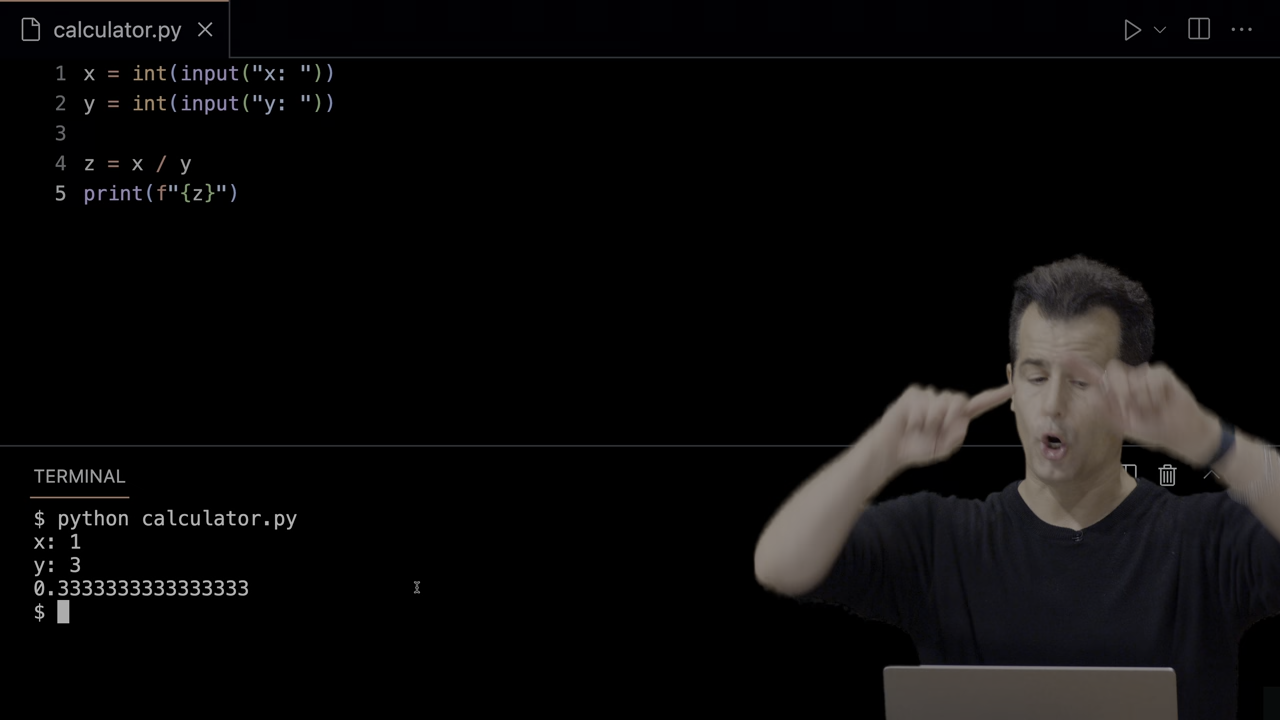 calculator.py
1 x = int(input("x: "))
2 y = int(input("y: "))
3
4 z = x / y
5 print(f"{z}")
TERMINAL
$ python calculator.py
x: 1
y: 3
0.3333333333333333
$